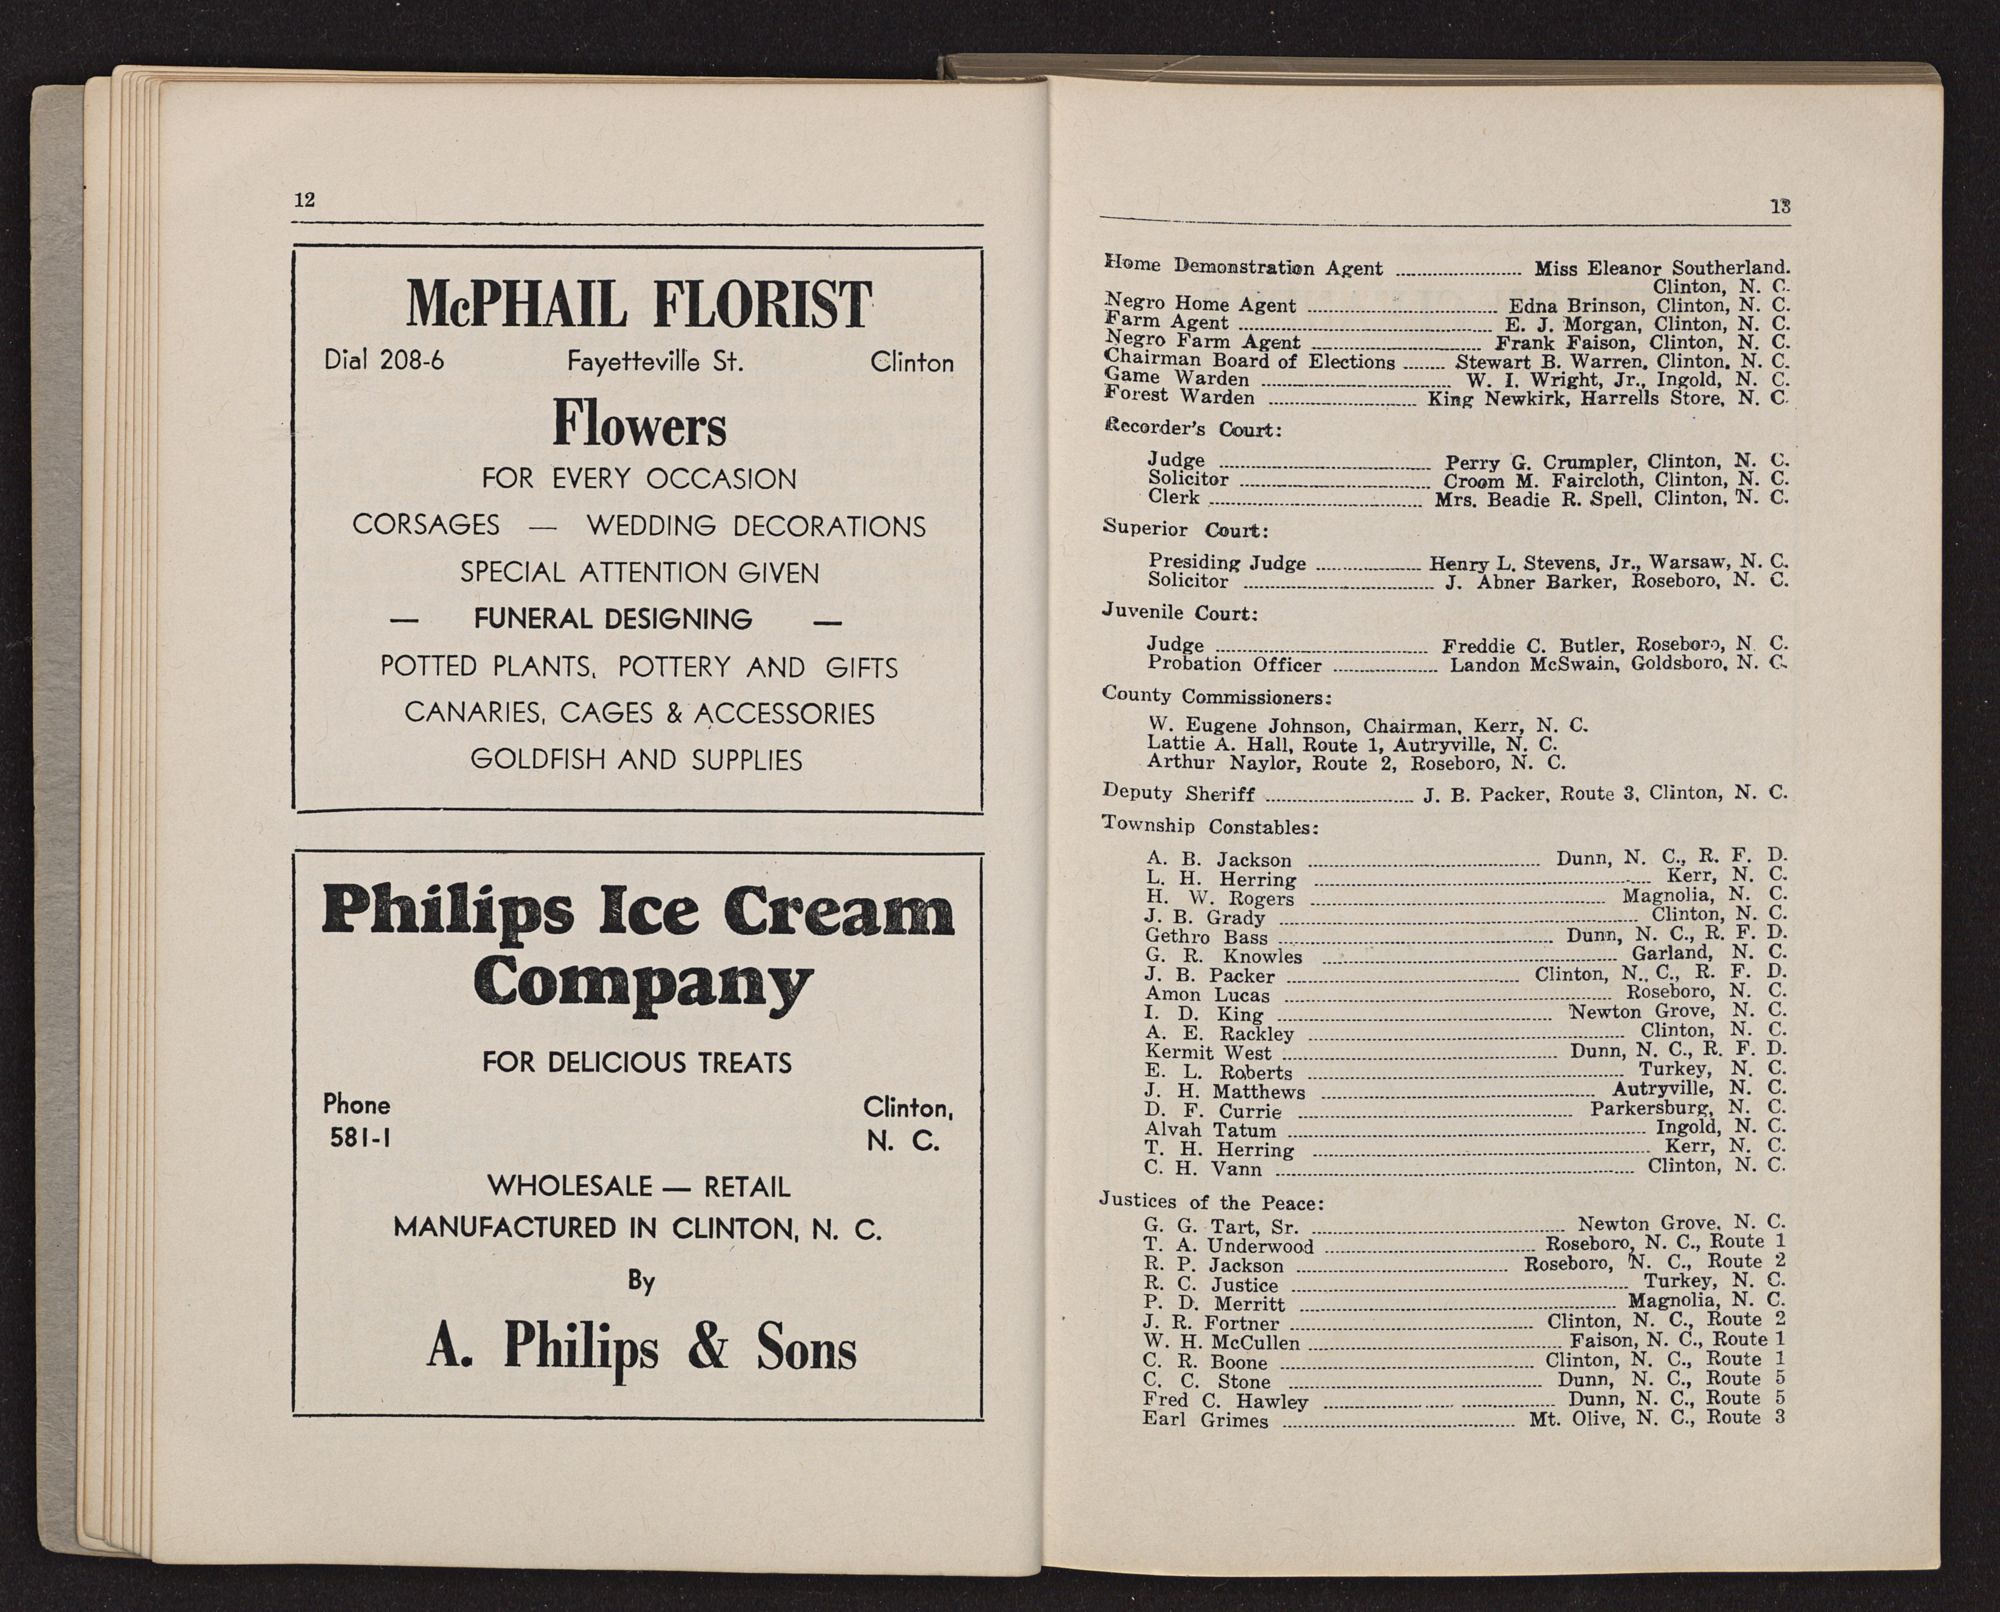 12
McPHAIL FLORIST
Dial 208-6 Fayetteville St. Clinton
Flowers
FOR EVERY OCCASION
CORSAGES — WEDDING DECORATIONS
SPECIAL ATTENTION GIVEN
— FUNERAL DESIGNING —
POTTED PLANTS, POTTERY AND GIFTS
CANARIES, CAGES & ACCESSORIES
GOLDFISH AND SUPPLIES
Philips Ice Cream
Company
FOR DELICIOUS TREATS
Phone Clinton,
581-1 N. C.
WHOLESALE — RETAIL
MANUFACTURED IN CLINTON, N. C.
By
A. Philips & Sons
13
Home Demonstration Agent ........ Miss Eleanor Southerland.
Clinton, N. C.
Negro Home Agent ........ Edna Brinson, Clinton, N. C.
Farm Agent ........ E. J. Morgan, Clinton, N. C.
Negro Farm Agent ........ Frank Faison, Clinton, N. C.
Chairman Board of Elections ........ Stewart B. Warren, Clinton, N. C.
Game Warden ........ W. I. Wright, Jr., Ingold, N. C.
Forest Warden ........ King Newkirk, Harrells Store, N. C.
Recorder's Court:
Judge ........ Perry G. Crumpler, Clinton, N. C.
Solicitor ........ Croom M. Faircloth, Clinton, N. C.
Clerk ........ Mrs. Beadie R. Spell, Clinton, N. C.
Superior Court:
Presiding Judge ........ Henry L. Stevens, Jr., Warsaw, N. C.
Solicitor ........ J. Abner Barker, Roseboro, N. C.
Juvenile Court:
Judge ........ Freddie C. Butler, Roseboro, N. C.
Probation Officer ........ Landon McSwain, Goldsboro, N. C.
County Commissioners:
W. Eugene Johnson, Chairman, Kerr, N. C.
Lattie A. Hall, Route 1, Autryville, N. C.
Arthur Naylor, Route 2, Roseboro, N. C.
Deputy Sheriff ........ J. B. Packer, Route 3, Clinton, N. C.
Township Constables:
A. B. Jackson ........ Dunn, N. C., R. F. D.
L. H. Herring ........ Kerr, N. C.
H. W. Rogers ........ Magnolia, N. C.
J. B. Grady ........ Clinton, N. C.
Gethro Bass ........ Dunn, N. C., R. F. D.
G. R. Knowles ........ Garland, N. C.
J. B. Packer ........ Clinton, N. C., R. F. D.
Amon Lucas ........ Roseboro, N. C.
I. D. King ........ Newton Grove, N. C.
A. E. Rackley ........ Clinton, N. C.
Kermit West ........ Dunn, N. C., R. F. D.
E. L. Roberts ........ Turkey, N. C.
J. H. Matthews ........ Autryville, N. C.
D. F. Currie ........ Parkersburg, N. C.
Alvah Tatum ........ Ingold, N. C.
T. H. Herring ........ Kerr, N. C.
C. H. Vann ........ Clinton, N. C.
Justices of the Peace:
G. G. Tart, Sr. ........ Newton Grove, N. C.
T. A. Underwood ........ Roseboro, N. C., Route 1
R. P. Jackson ........ Roseboro, N. C., Route 2
R. C. Justice ........ Turkey, N. C.
P. D. Merritt ........ Magnolia, N. C.
J. R. Fortner ........ Clinton, N. C., Route 2
W. H. McCullen ........ Faison, N. C., Route 1
C. R. Boone ........ Clinton, N. C., Route 1
C. C. Stone ........ Dunn, N. C., Route 5
Fred C. Hawley ........ Dunn, N. C., Route 5
Earl Grimes ........ Mt. Olive, N. C., Route 3